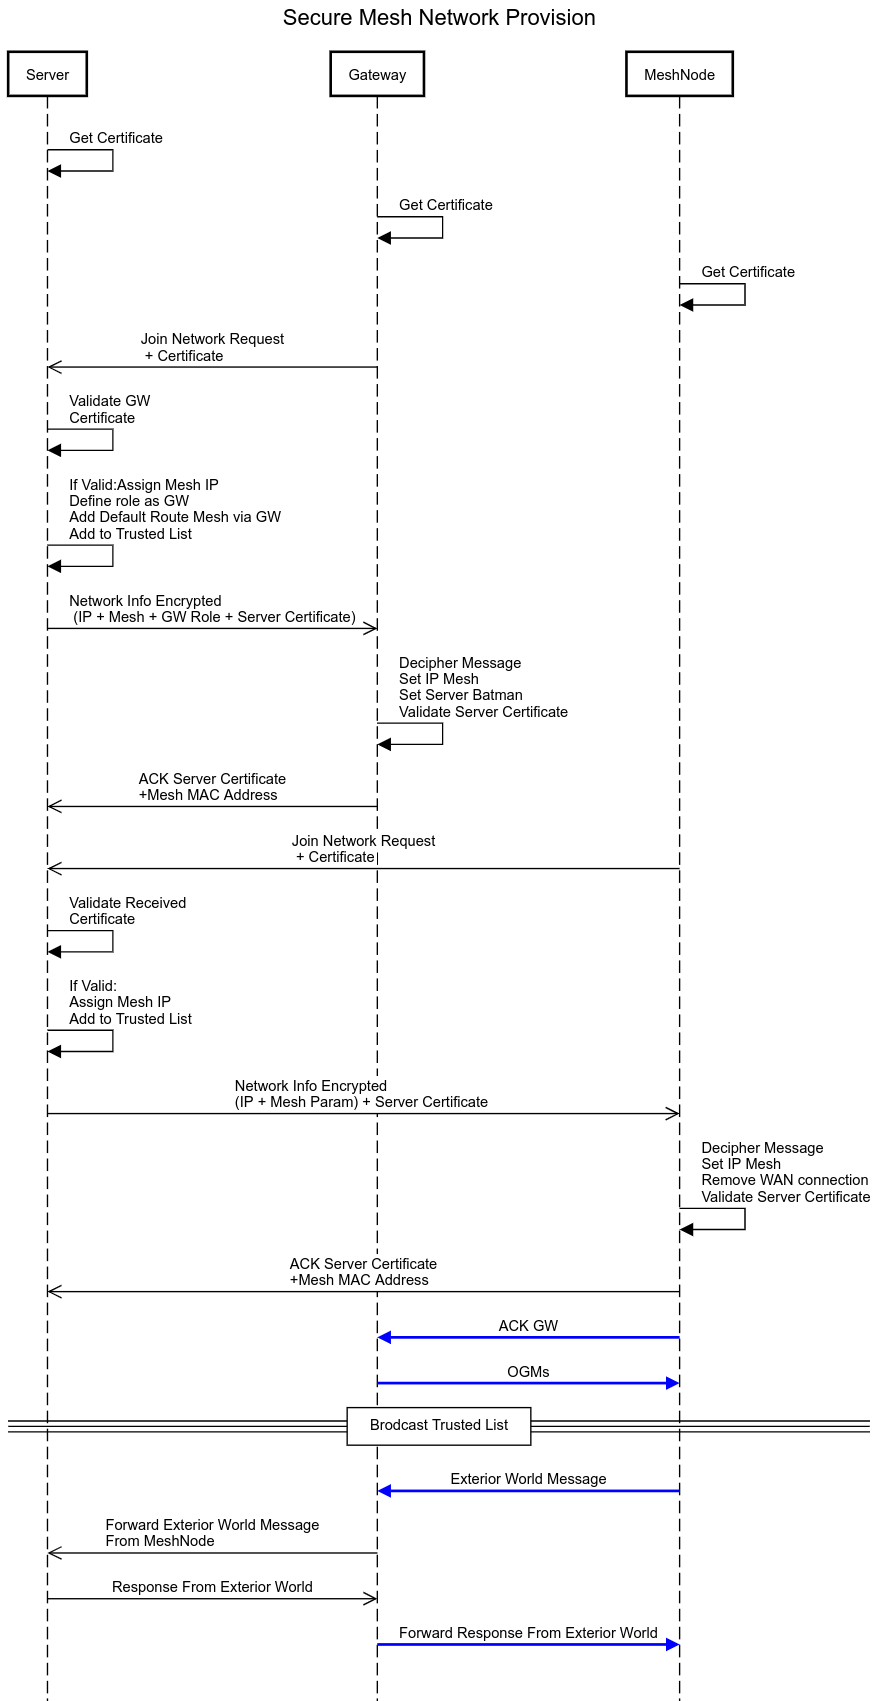 Secure Mesh Network Provision
Server
Gateway
MeshNode
Get Certificate
Get Certificate
Get Certificate
Join Network Request
+ Certificate
Validate GW
Certificate
If Valid:Assign Mesh IP
Define role as GW
Add Default Route Mesh via GW
Add to Trusted List
Network Info Encrypted
(IP + Mesh + GW Role + Server Certificate)
Decipher Message
Set IP Mesh
Set Server Batman
Validate Server Certificate
ACK Server Certificate
+Mesh MAC Address
Join Network Request
+ Certificate
Validate Received
Certificate
If Valid:
Assign Mesh IP
Add to Trusted List
Network Info Encrypted
(IP + Mesh Param) + Server Certificate
Decipher Message
Set IP Mesh
Remove WAN connection
Validate Server Certificate
ACK Server Certificate
+Mesh MAC Address
ACK GW
OGMs
Brodcast Trusted List
Exterior World Message
Forward Exterior World Message
From MeshNode
Response From Exterior World
Forward Response From Exterior World